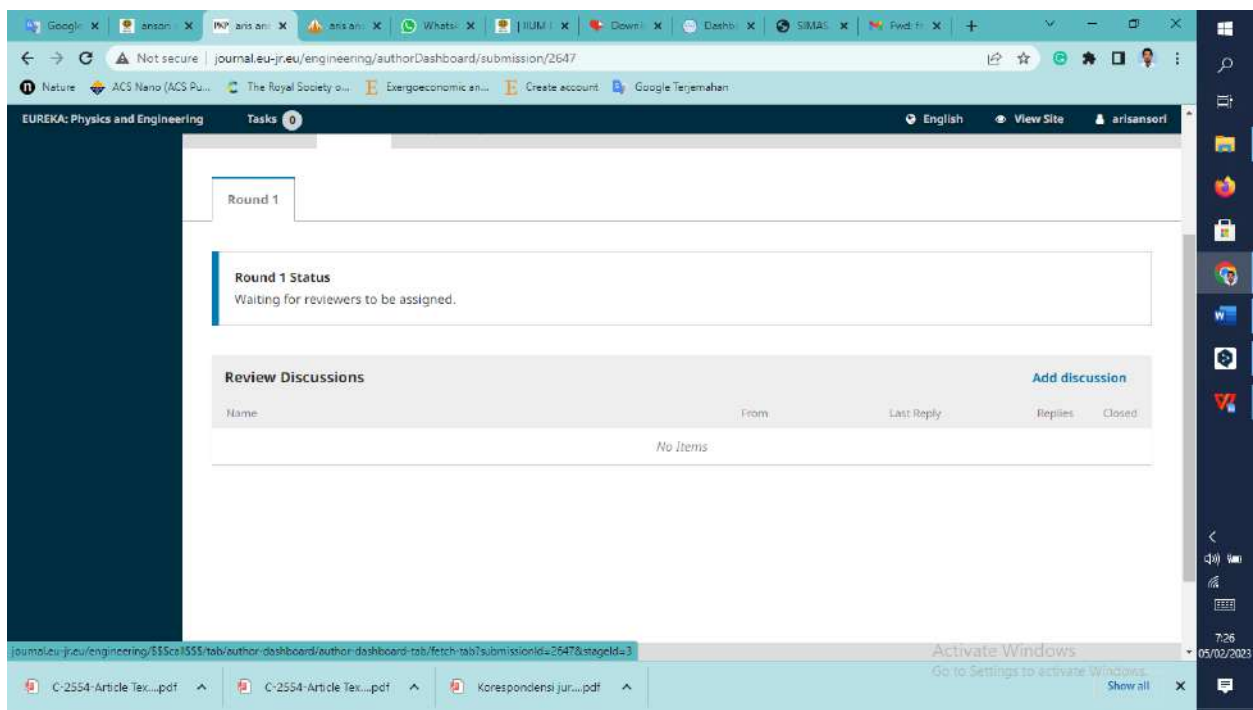 Google
anson
aris ans
aris ans
Whats
IIUM
Downl
Dashb
SIMAS
Fwd: fr
Not secure | journal.eu-jr.eu/engineering/authorDashboard/submission/2647
Nature
ACS Nano (ACS Pu...
The Royal Society o...
Exergoeconomic an...
Create account
Google Terjemahan
EUREKA: Physics and Engineering
Tasks 0
English
View Site
arisansori
Round 1
Round 1 Status
Waiting for reviewers to be assigned.
Review Discussions
Add discussion
Name From Last Reply Replies Closed
No Items
journal.eu-jr.eu/engineering/$$$call$$$/tab/author-dashboard/author-dashboard-tab/fetch-tab?submissionId=2647&stageId=3
Activate Windows
Go to Settings to activate Windows.
C-2554-Article Tex....pdf
C-2554-Article Tex....pdf
Korespondensi jur....pdf
Show all
7:26
05/02/2023